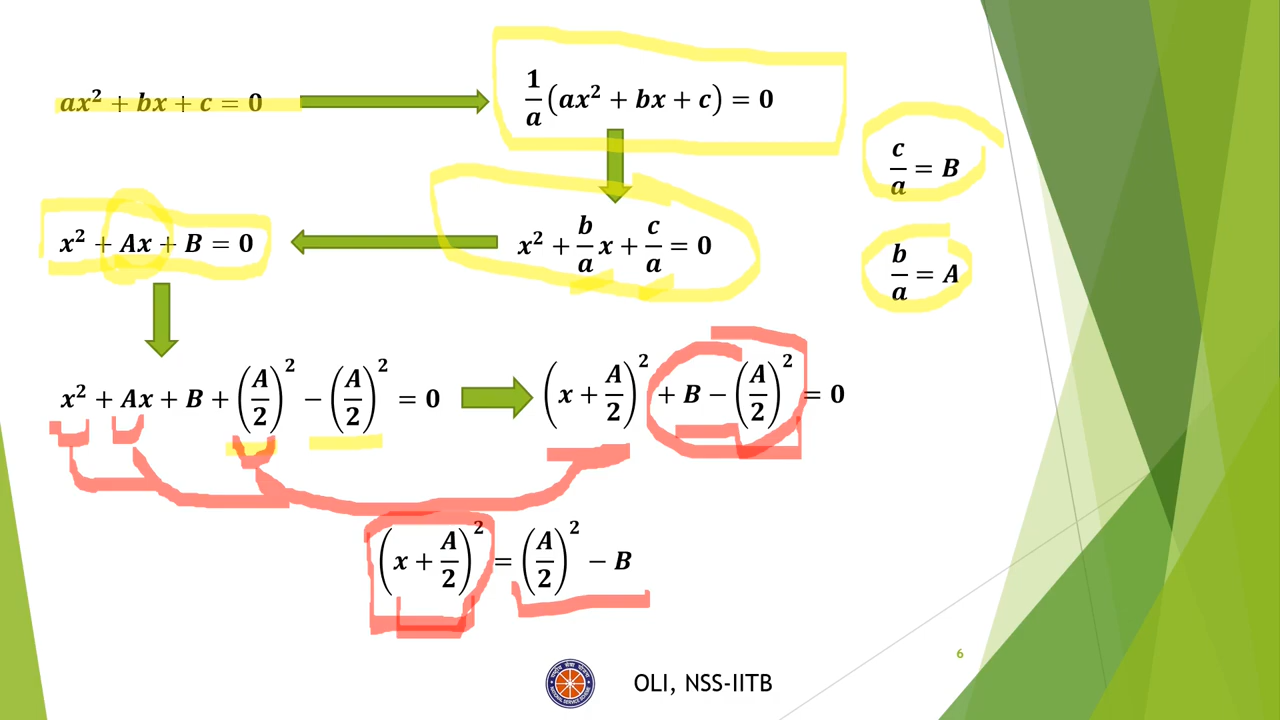 ax² + bx + c = 0
1/a (ax² + bx + c) = 0
c/a = B
x² + Ax + B = 0
x² + b/a x + c/a = 0
b/a = A
x² + Ax + B + (A/2)² − (A/2)² = 0
(x + A/2)² + B − (A/2)² = 0
(x + A/2)² = (A/2)² − B
6
OLI, NSS-IITB